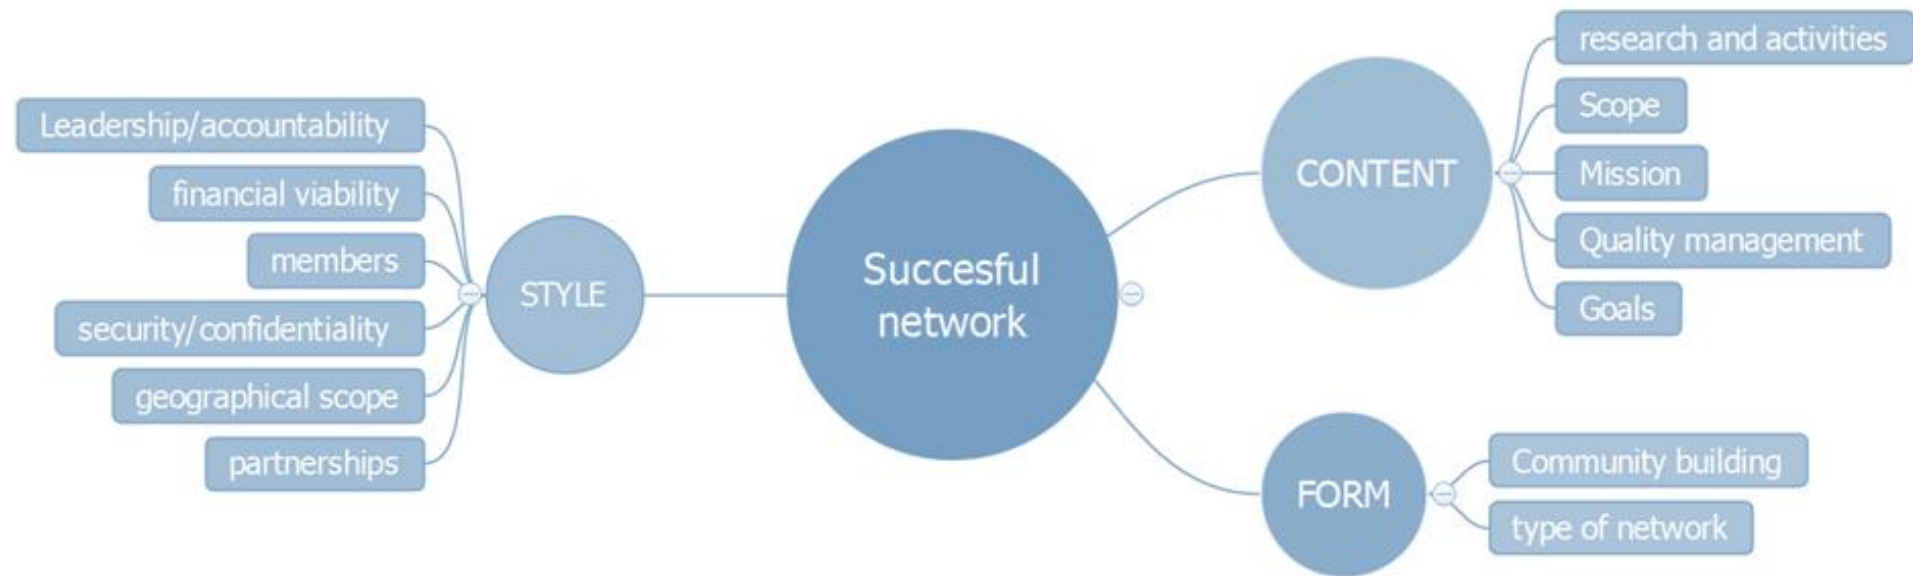 Leadership/accountability
financial viability
members
security/confidentiality
geographical scope
partnerships
STYLE
Succesful
network
CONTENT
research and activities
Scope
Mission
Quality management
Goals
FORM
Community building
type of network